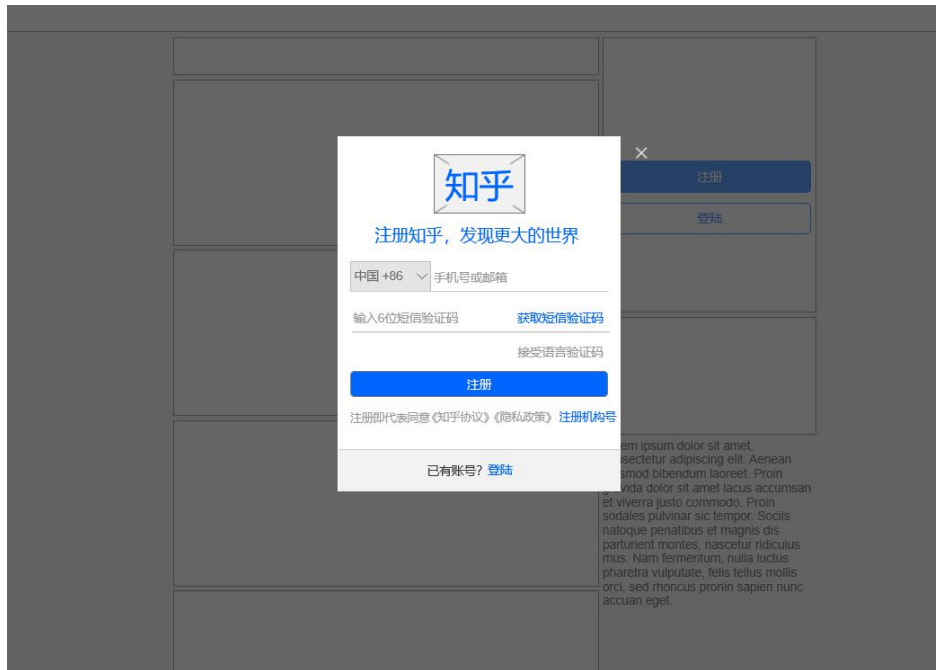 知乎
注册知乎，发现更大的世界
中国 +86 手机号或邮箱
输入6位短信验证码 获取短信验证码
接受语言验证码
注册
注册即代表同意《知乎协议》《隐私政策》 注册机构号
已有账号？登陆
×
注册
登陆
ipsum dolor sit amet,
adipiscing elit. Aenean
bibendum laoreet. Proin
dolor sit amet lacus accumsan
et viverra justo commodo. Proin
sodales pulvinar sic tempor. Sociis
natoque penatibus et magnis dis
parturient montes, nascetur ridiculus
mus. Nam fermentum, nulla luctus
pharetra vulputate, felis tellus mollis
orci, sed rhoncus pronin sapien nunc
accuan eget.